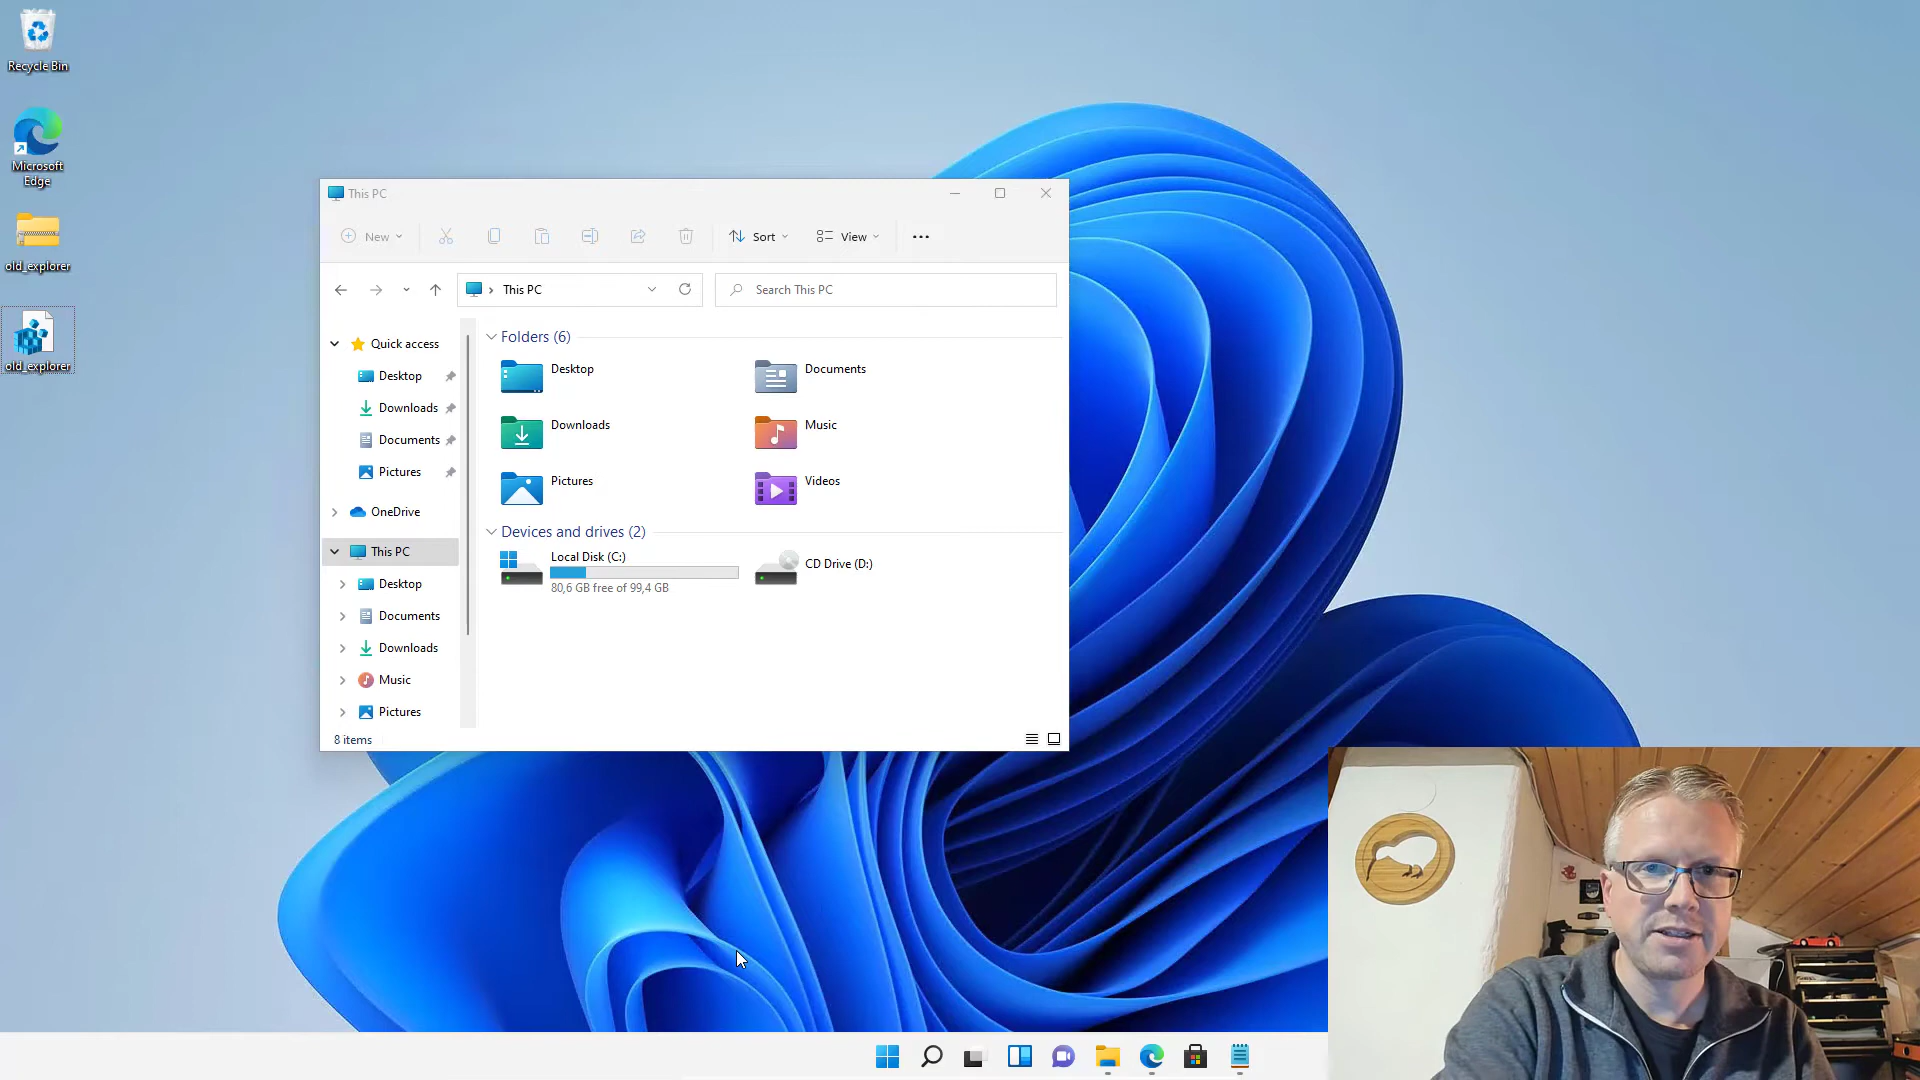 Recycle Bin
Microsoft
Edge
old_explorer
old_explorer
This PC
New
Sort
View
This PC
Search This PC
Quick access
Desktop
Downloads
Documents
Pictures
OneDrive
This PC
Desktop
Documents
Downloads
Music
Pictures
Folders (6)
Desktop
Documents
Downloads
Music
Pictures
Videos
Devices and drives (2)
Local Disk (C:)
80,6 GB free of 99,4 GB
CD Drive (D:)
8 items